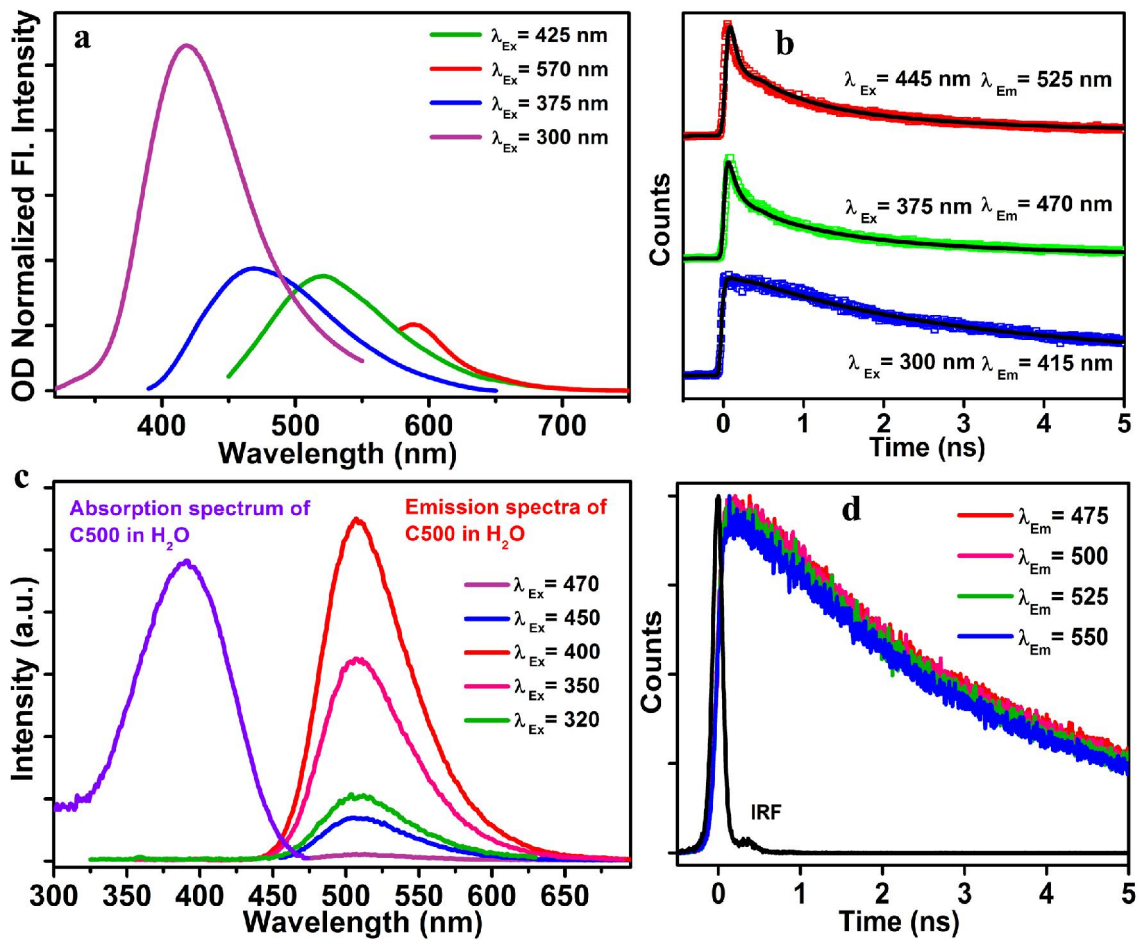 a
λEx= 425 nm
λEx= 570 nm
λEx= 375 nm
λEx= 300 nm
OD Normalized Fl. Intensity
400 500 600 700
Wavelength (nm)
b
λEx= 445 nm λEm= 525 nm
λEx= 375 nm λEm= 470 nm
λEx= 300 nm λEm= 415 nm
Counts
0 1 2 3 4 5
Time (ns)
c
Absorption spectrum of
C500 in H2O
Emission spectra of
C500 in H2O
λEx= 470
λEx= 450
λEx= 400
λEx= 350
λEx= 320
Intensity (a.u.)
300 350 400 450 500 550 600 650
Wavelength (nm)
d
λEm= 475
λEm= 500
λEm= 525
λEm= 550
IRF
Counts
0 1 2 3 4 5
Time (ns)